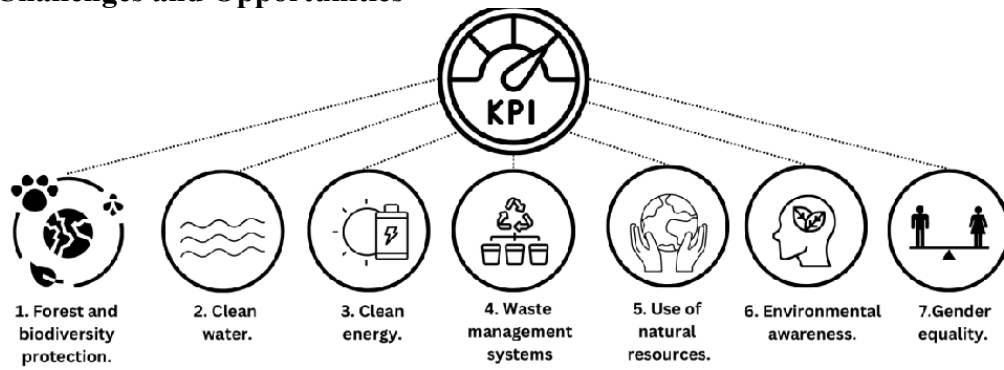 Challenges and Opportunities
KPI
1. Forest and
biodiversity
protection.
2. Clean
water.
3. Clean
energy.
4. Waste
management
systems
5. Use of
natural
resources.
6. Environmental
awareness.
7.Gender
equality.